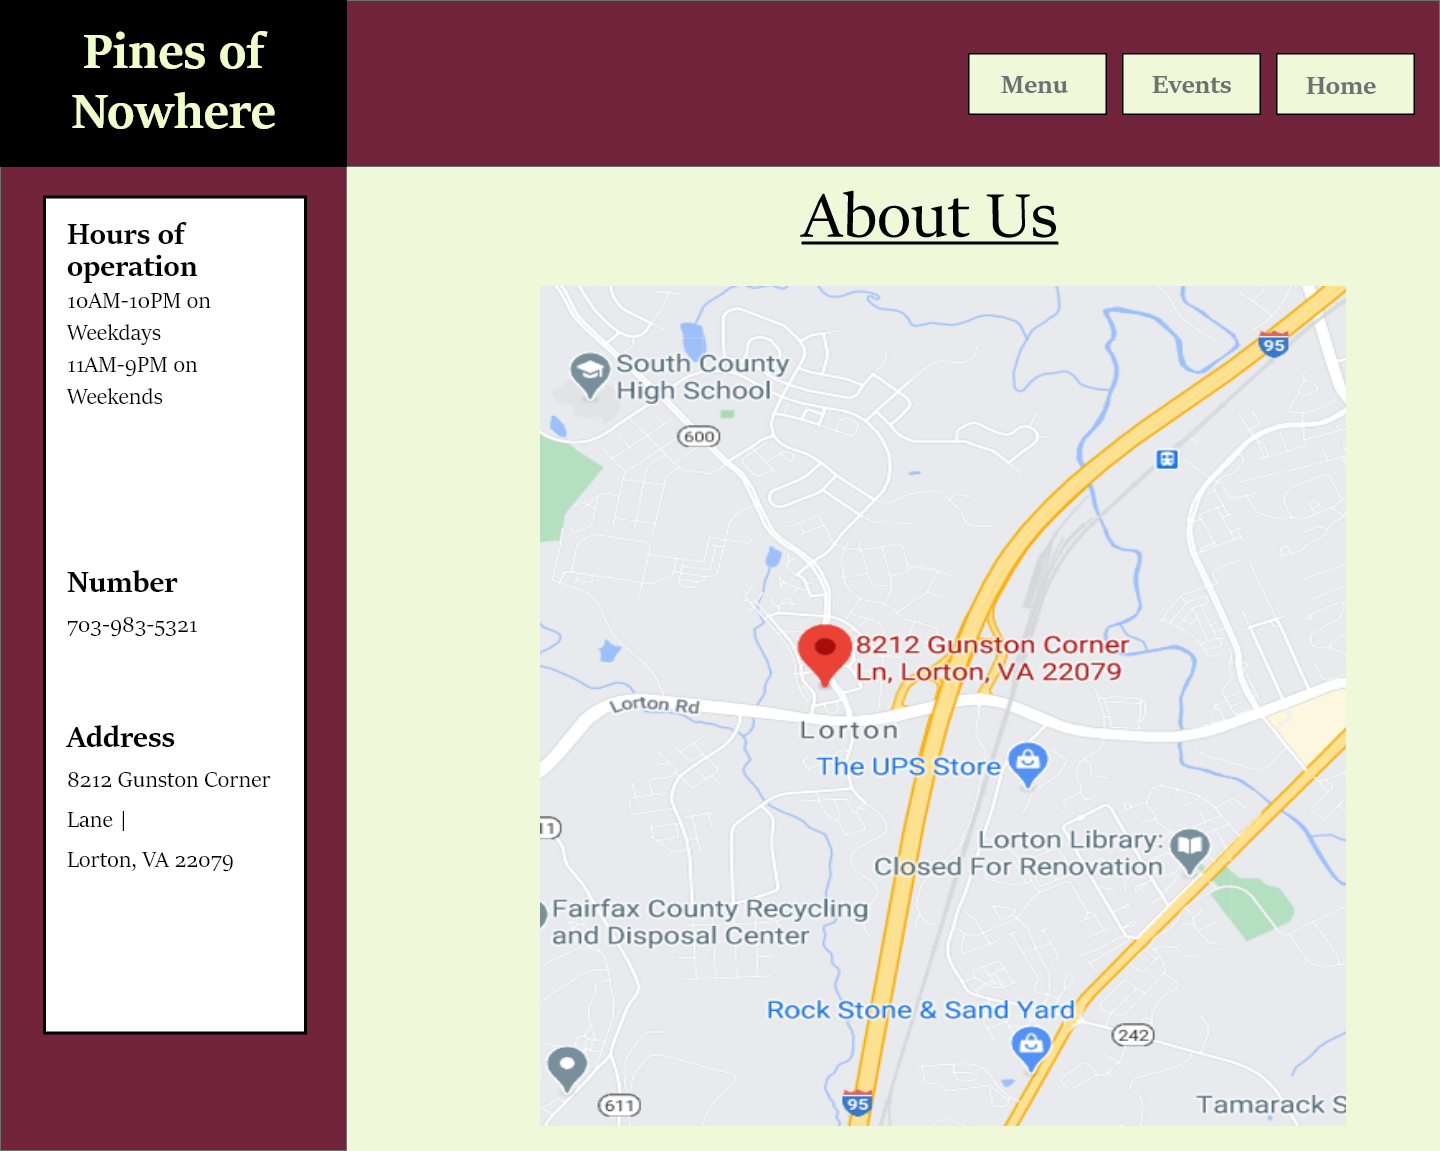 Pines of
Nowhere
Menu
Events
Home
Hours of
operation
10AM-10PM on
Weekdays
11AM-9PM on
Weekends
Number
703-983-5321
Address
8212 Gunston Corner
Lane |
Lorton, VA 22079
About Us
95
South County
High School
600
8212 Gunston Corner
Ln, Lorton, VA 22079
Lorton Rd
Lorton
The UPS Store
11
Lorton Library:
Closed For Renovation
Fairfax County Recycling
and Disposal Center
Rock Stone & Sand Yard
242
95
611
Tamarack S